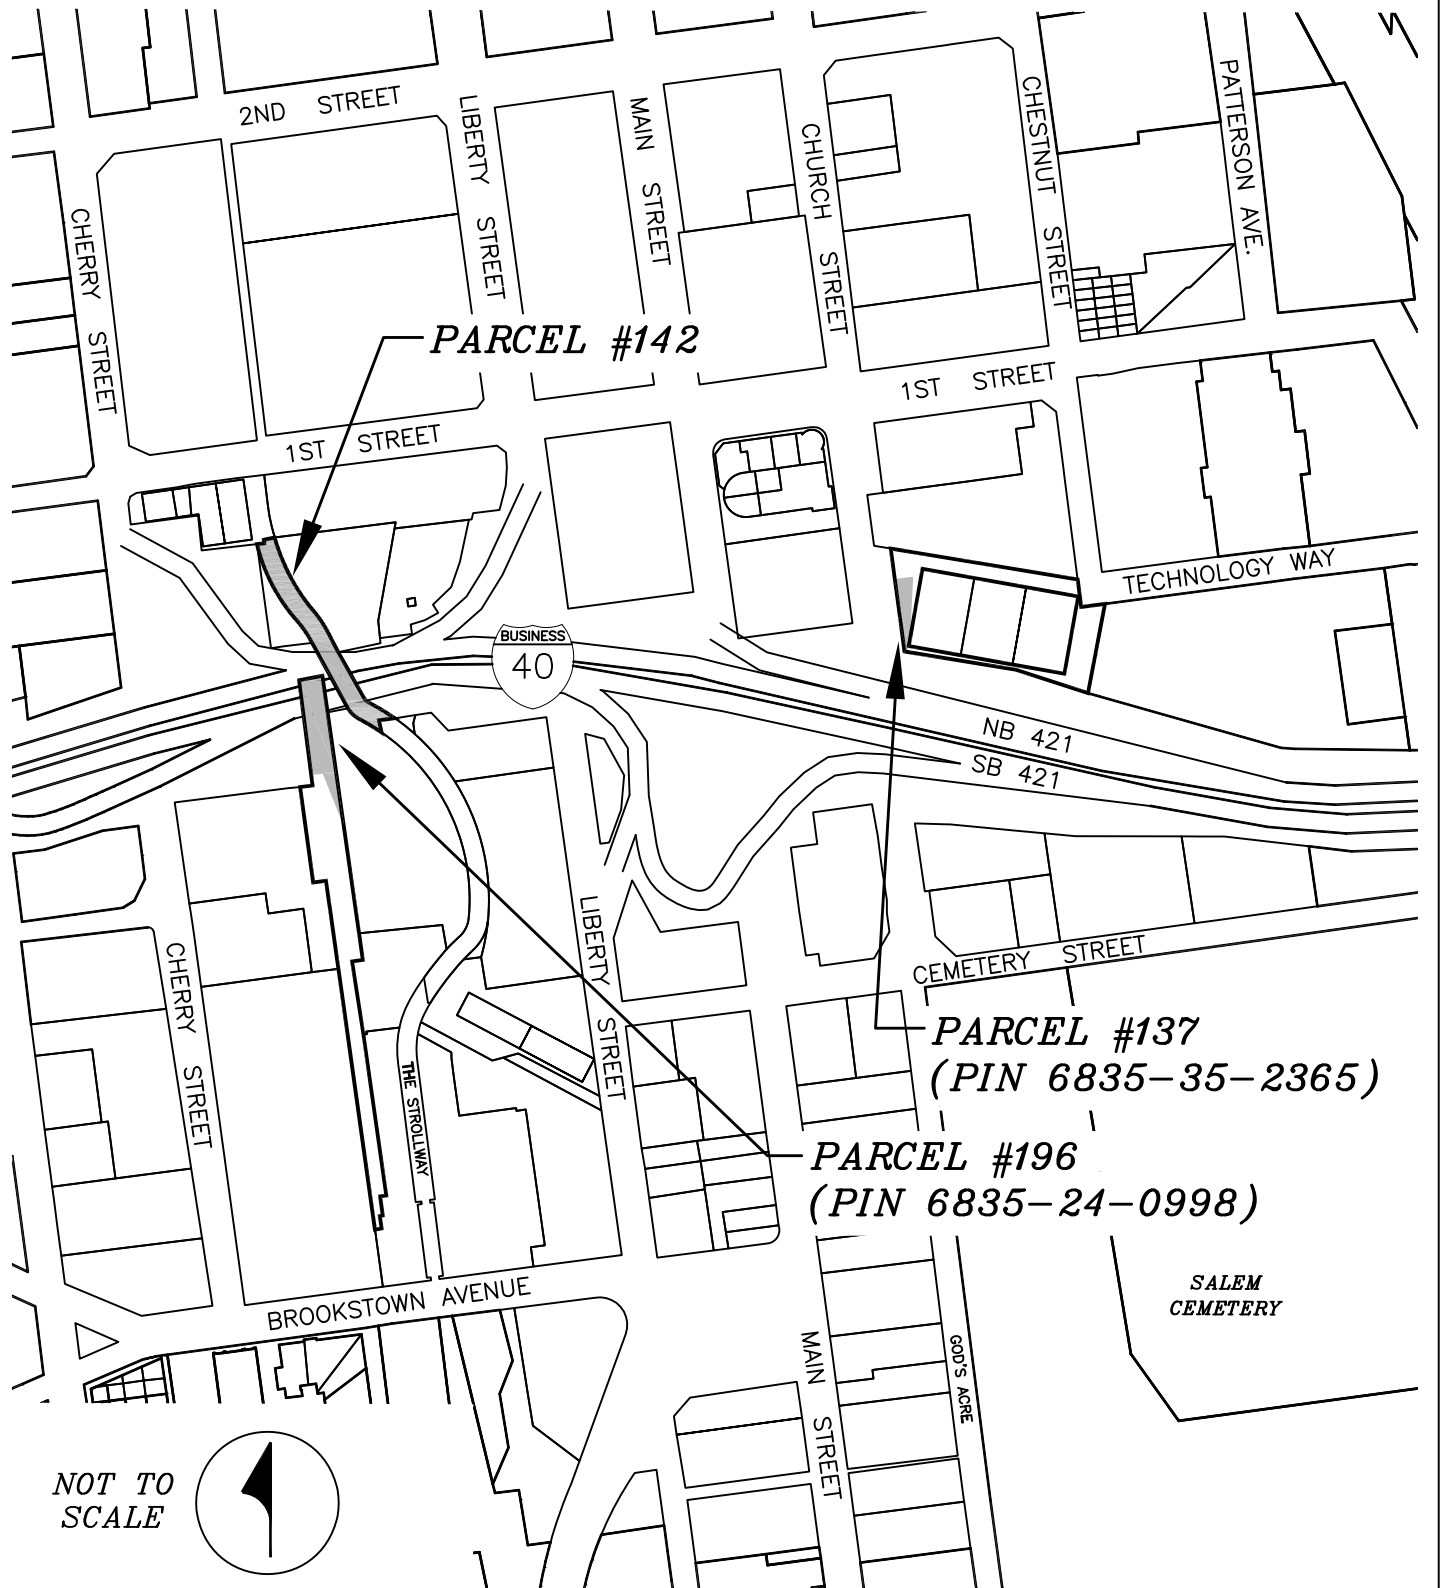 2ND STREET
LIBERTY STREET
MAIN STREET
CHURCH STREET
CHESTNUT STREET
PATTERSON AVE.
CHERRY STREET
PARCEL #142
1ST STREET
1ST STREET
TECHNOLOGY WAY
BUSINESS
40
NB 421
SB 421
LIBERTY STREET
CHERRY STREET
CEMETERY STREET
PARCEL #137
(PIN 6835-35-2365)
THE STROLLWAY
PARCEL #196
(PIN 6835-24-0998)
BROOKSTOWN AVENUE
SALEM
CEMETERY
MAIN STREET
GOD'S ACRE
NOT TO
SCALE